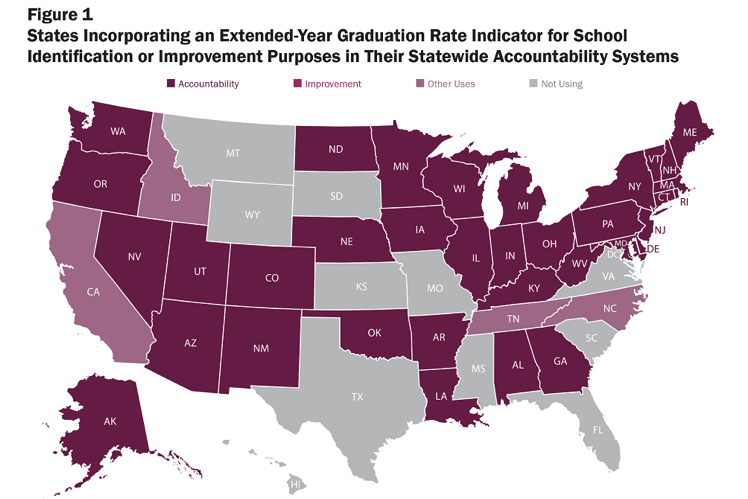 Figure 1
States Incorporating an Extended-Year Graduation Rate Indicator for School
Identification or Improvement Purposes in Their Statewide Accountability Systems
Accountability Improvement Other Uses Not Using
WA
MT
ND
MN
ME
OR
ID
SD
WI
MI
VT
NH
NY
MA
CT
RI
WY
NE
IA
PA
NJ
NV
UT
CO
IL
IN
OH
MD
DE
DC
WV
VA
CA
KS
MO
KY
AZ
NM
OK
AR
TN
NC
SC
MS
AL
GA
TX
LA
FL
AK
HI